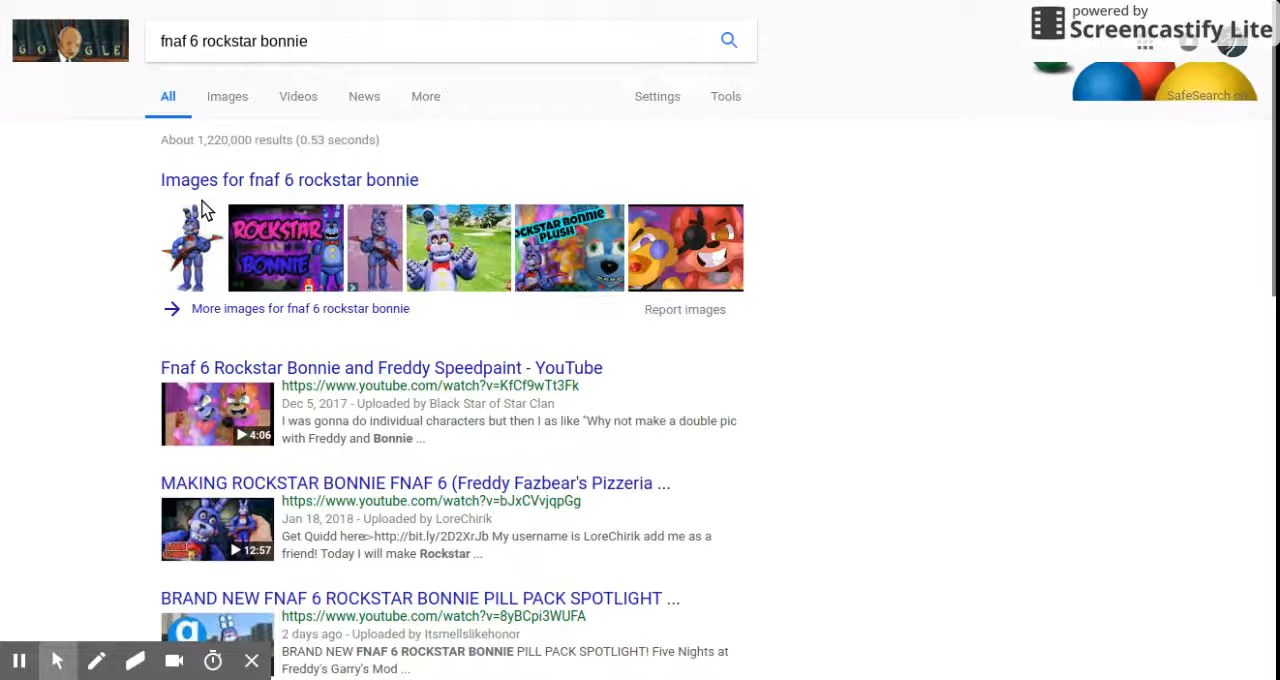 GOOGLE
fnaf 6 rockstar bonnie
powered by
Screencastify Lite
All Images Videos News More Settings Tools
SafeSearch on
About 1,220,000 results (0.53 seconds)
Images for fnaf 6 rockstar bonnie
ROCKSTAR
BONNIE
ROCKSTAR BONNIE
PLUSH
More images for fnaf 6 rockstar bonnie Report images
Fnaf 6 Rockstar Bonnie and Freddy Speedpaint - YouTube
https://www.youtube.com/watch?v=KfCf9wTt3Fk
Dec 5, 2017 - Uploaded by Black Star of Star Clan
I was gonna do individual characters but then I as like "Why not make a double pic
with Freddy and Bonnie ...
4:06
MAKING ROCKSTAR BONNIE FNAF 6 (Freddy Fazbear's Pizzeria ...
https://www.youtube.com/watch?v=bJxCVvjqpGg
Jan 18, 2018 - Uploaded by LoreChirik
Get Quidd here▻http://bit.ly/2D2XrJb My username is LoreChirik add me as a
friend! Today I will make Rockstar ...
12:57
BRAND NEW FNAF 6 ROCKSTAR BONNIE PILL PACK SPOTLIGHT ...
https://www.youtube.com/watch?v=8yBCpi3WUFA
2 days ago - Uploaded by Itsmellslikehonor
BRAND NEW FNAF 6 ROCKSTAR BONNIE PILL PACK SPOTLIGHT! Five Nights at
Freddy's Garry's Mod ...